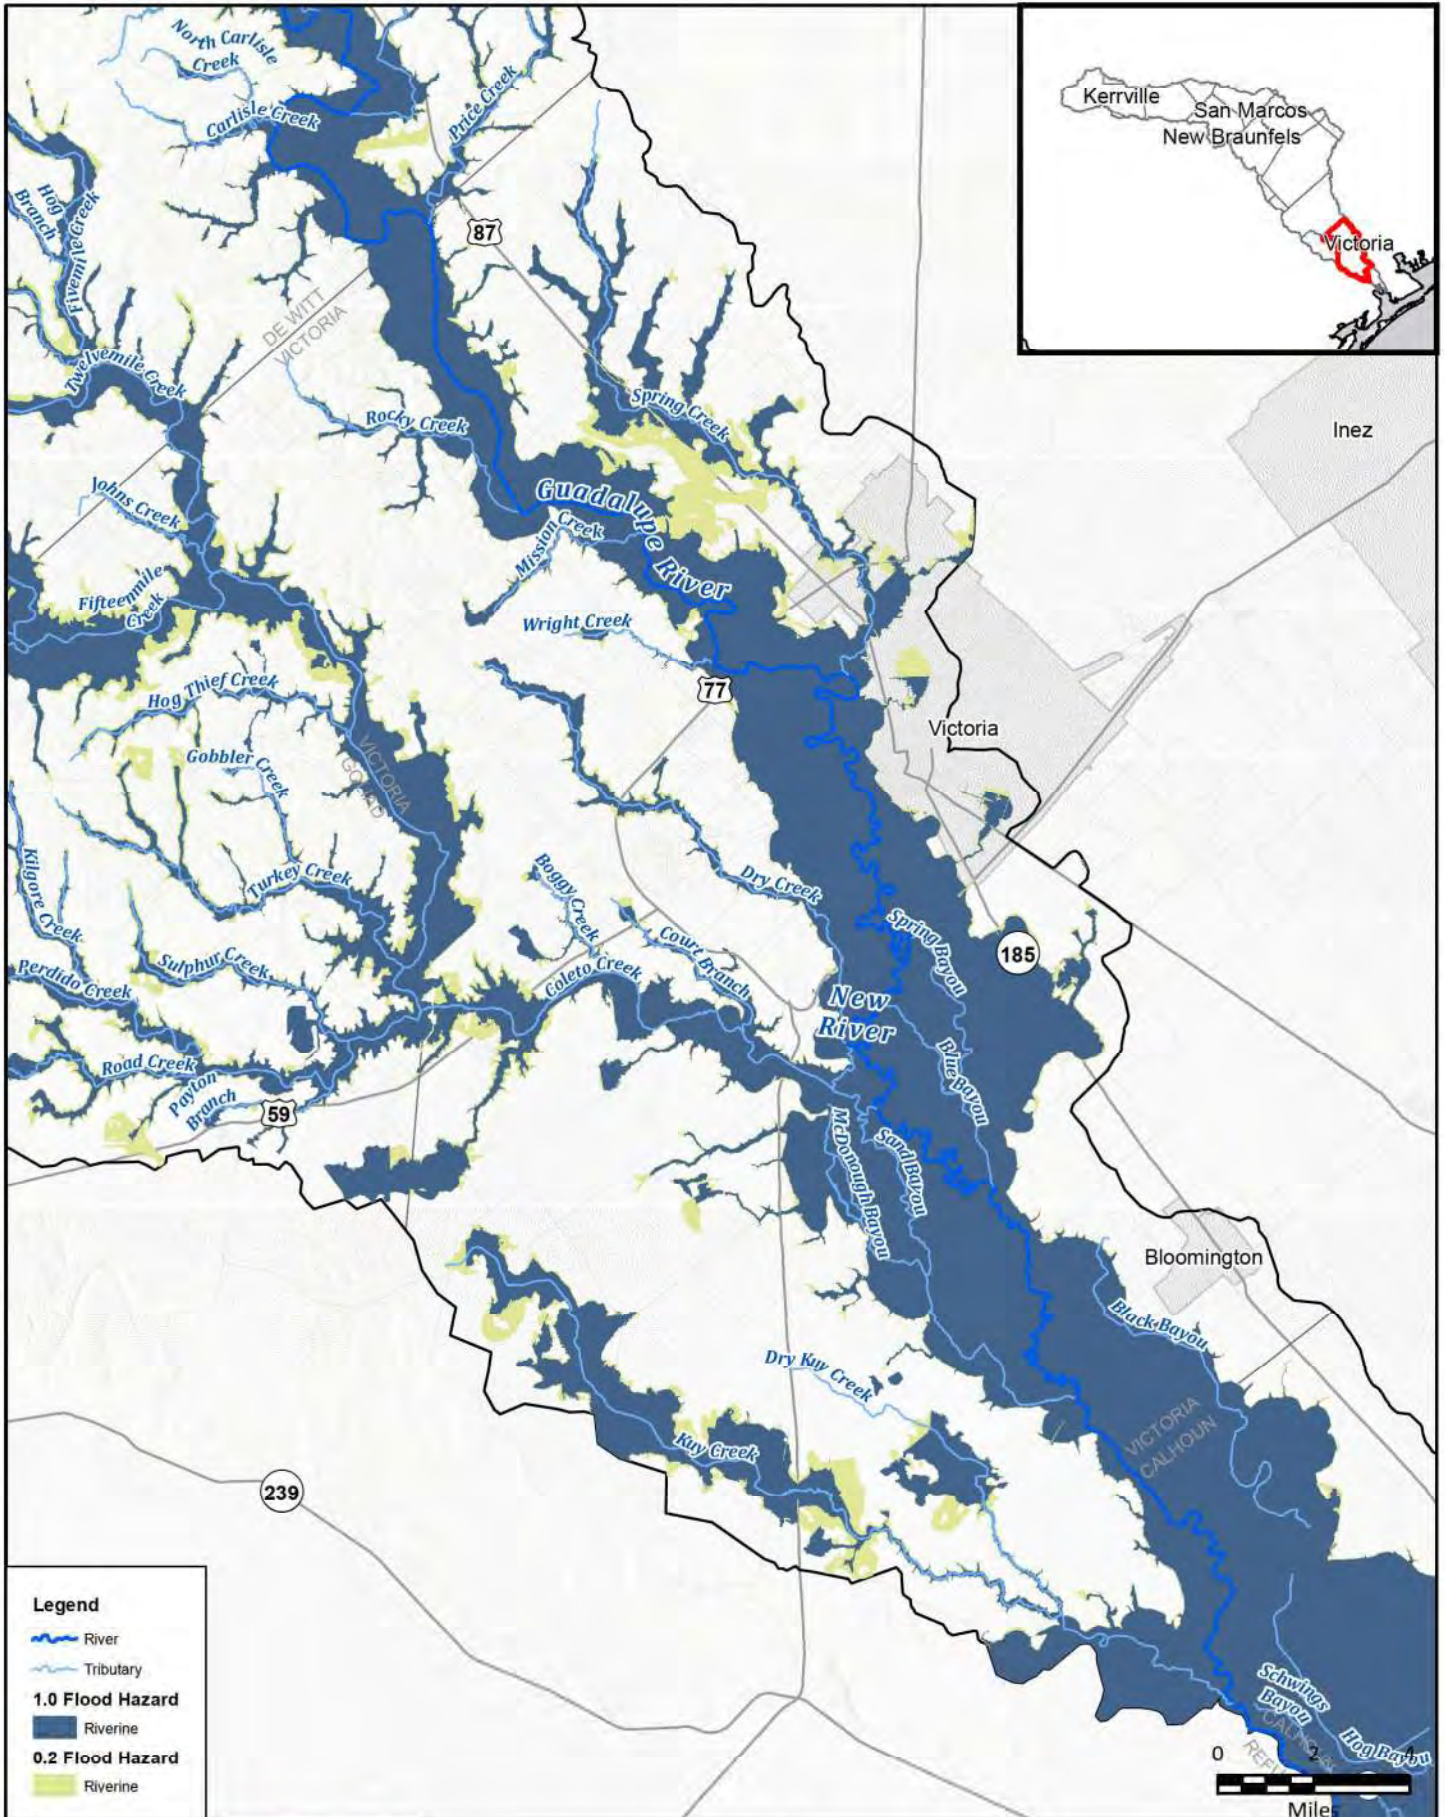 North Carlisle
Creek
Carlisle Creek
Price Creek
Hog
Branch
Fivemile Creek
87
DE WITT
VICTORIA
Twelvemile Creek
Rocky Creek
Spring Creek
Johns Creek
Guadalupe
River
Mission
Creek
Fifteenmile
Creek
Wright Creek
Hog Thief Creek
77
Victoria
VICTORIA
GOLIAD
Gobbler Creek
Kilgore Creek
Turkey Creek
Boggy Creek
Dry Creek
Spring Bayou
185
Court Branch
Sulphur Creek
Perdido Creek
Coleto Creek
New
River
Blue Bayou
Road Creek
Payton
Branch
59
McDonough Bayou
Sand Bayou
Bloomington
Black Bayou
Dry Kuy Creek
Kuy Creek
VICTORIA
CALHOUN
239
Schwings
Bayou
Hog Bayou
CALHOUN
Kerrville
San Marcos
New Braunfels
Victoria
Inez
Legend
River
Tributary
1.0 Flood Hazard
Riverine
0.2 Flood Hazard
Riverine
0 2 4
Miles